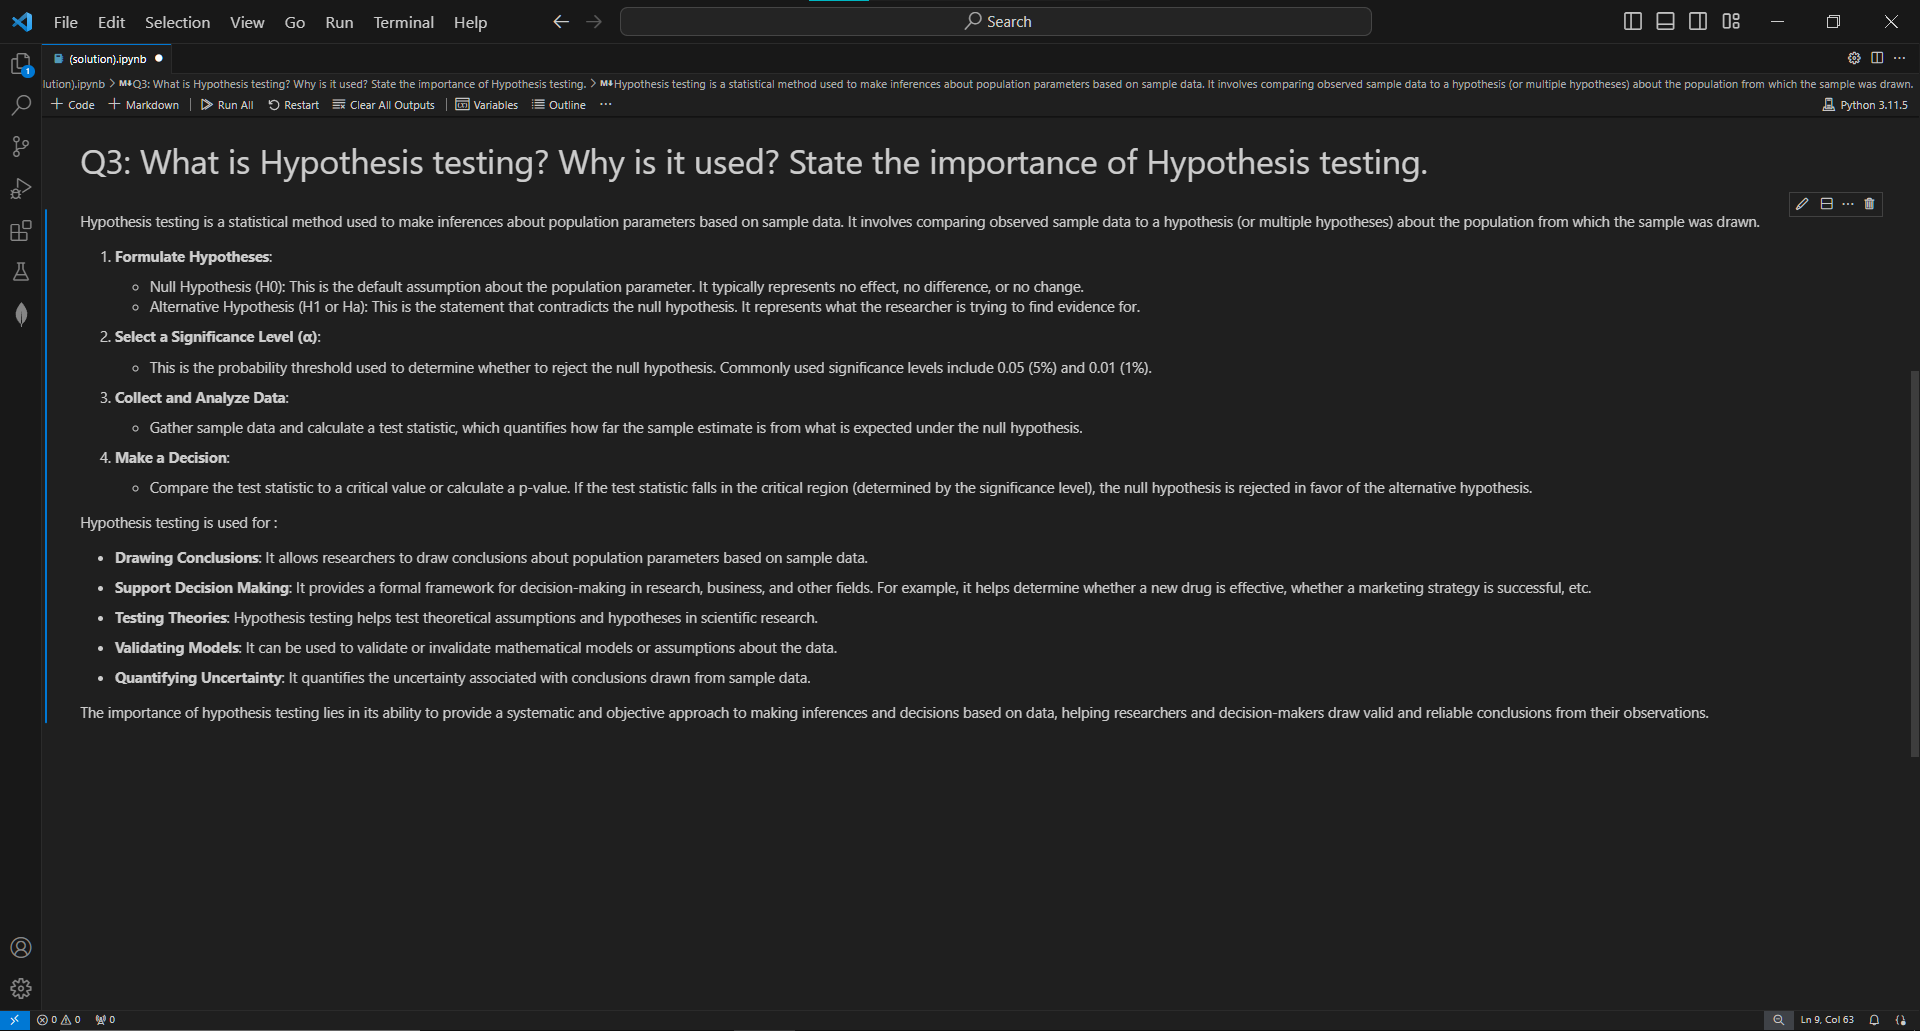 File Edit Selection View Go Run Terminal Help Search
(solution).ipynb
lution).ipynb > M↓Q3: What is Hypothesis testing? Why is it used? State the importance of Hypothesis testing. > M↓Hypothesis testing is a statistical method used to make inferences about population parameters based on sample data. It involves comparing observed sample data to a hypothesis (or multiple hypotheses) about the population from which the sample was drawn.
+ Code + Markdown | Run All Restart Clear All Outputs | Variables Outline ··· Python 3.11.5
Q3: What is Hypothesis testing? Why is it used? State the importance of Hypothesis testing.
Hypothesis testing is a statistical method used to make inferences about population parameters based on sample data. It involves comparing observed sample data to a hypothesis (or multiple hypotheses) about the population from which the sample was drawn.
1. Formulate Hypotheses:
◦ Null Hypothesis (H0): This is the default assumption about the population parameter. It typically represents no effect, no difference, or no change.
◦ Alternative Hypothesis (H1 or Ha): This is the statement that contradicts the null hypothesis. It represents what the researcher is trying to find evidence for.
2. Select a Significance Level (α):
◦ This is the probability threshold used to determine whether to reject the null hypothesis. Commonly used significance levels include 0.05 (5%) and 0.01 (1%).
3. Collect and Analyze Data:
◦ Gather sample data and calculate a test statistic, which quantifies how far the sample estimate is from what is expected under the null hypothesis.
4. Make a Decision:
◦ Compare the test statistic to a critical value or calculate a p-value. If the test statistic falls in the critical region (determined by the significance level), the null hypothesis is rejected in favor of the alternative hypothesis.
Hypothesis testing is used for :
• Drawing Conclusions: It allows researchers to draw conclusions about population parameters based on sample data.
• Support Decision Making: It provides a formal framework for decision-making in research, business, and other fields. For example, it helps determine whether a new drug is effective, whether a marketing strategy is successful, etc.
• Testing Theories: Hypothesis testing helps test theoretical assumptions and hypotheses in scientific research.
• Validating Models: It can be used to validate or invalidate mathematical models or assumptions about the data.
• Quantifying Uncertainty: It quantifies the uncertainty associated with conclusions drawn from sample data.
The importance of hypothesis testing lies in its ability to provide a systematic and objective approach to making inferences and decisions based on data, helping researchers and decision-makers draw valid and reliable conclusions from their observations.
1
0 0 0 Ln 9, Col 63